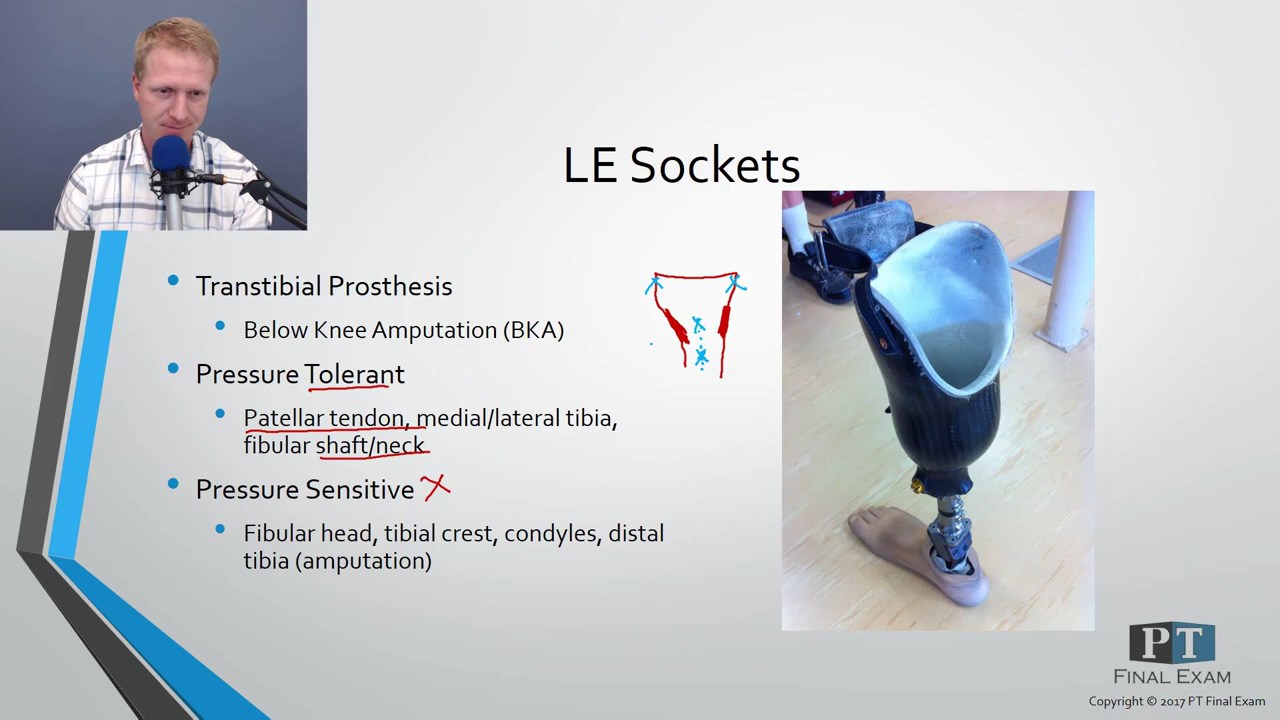 LE Sockets
Transtibial Prosthesis
Below Knee Amputation (BKA)
Pressure Tolerant
Patellar tendon, medial/lateral tibia,
fibular shaft/neck
Pressure Sensitive
Fibular head, tibial crest, condyles, distal
tibia (amputation)
PT
FINAL EXAM
Copyright © 2017 PT Final Exam